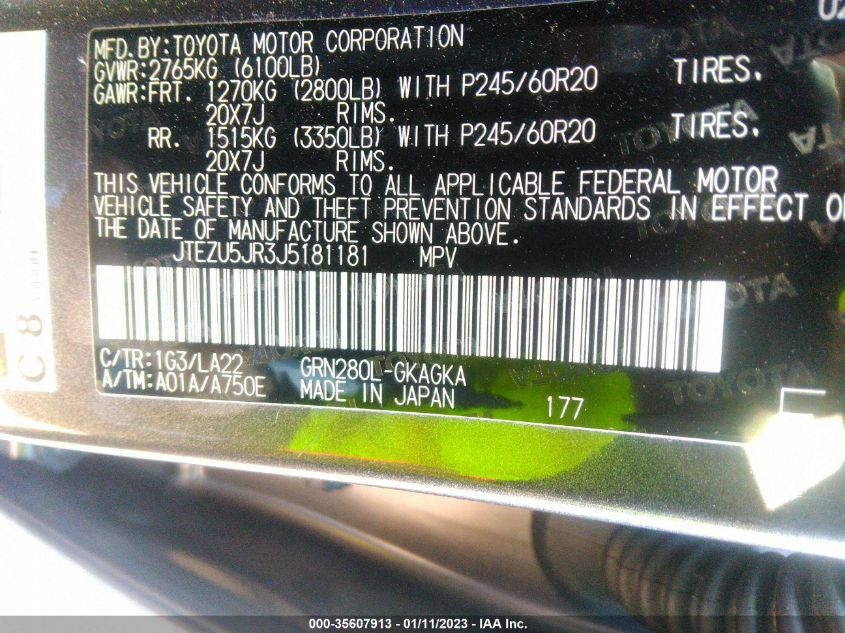 MFD. BY: TOYOTA MOTOR CORPORATION
GVWR: 2765KG (6100LB)
GAWR: FRT. 1270KG (2800LB) WITH P245/60R20 TIRES.
20X7J RIMS.
RR. 1515KG (3350LB) WITH P245/60R20 TIRES.
20X7J RIMS.
THIS VEHICLE CONFORMS TO ALL APPLICABLE FEDERAL MOTOR
VEHICLE SAFETY AND THEFT PREVENTION STANDARDS IN EFFECT
THE DATE OF MANUFACTURE SHOWN ABOVE.
JTEZU5JR3J5181181 MPV
C/TR: 1G3/LA22 GRN280L-GKAGKA
A/TM: A01A/A750E MADE IN JAPAN
177
C8
000-35607913 - 01/11/2023 - IAA Inc.